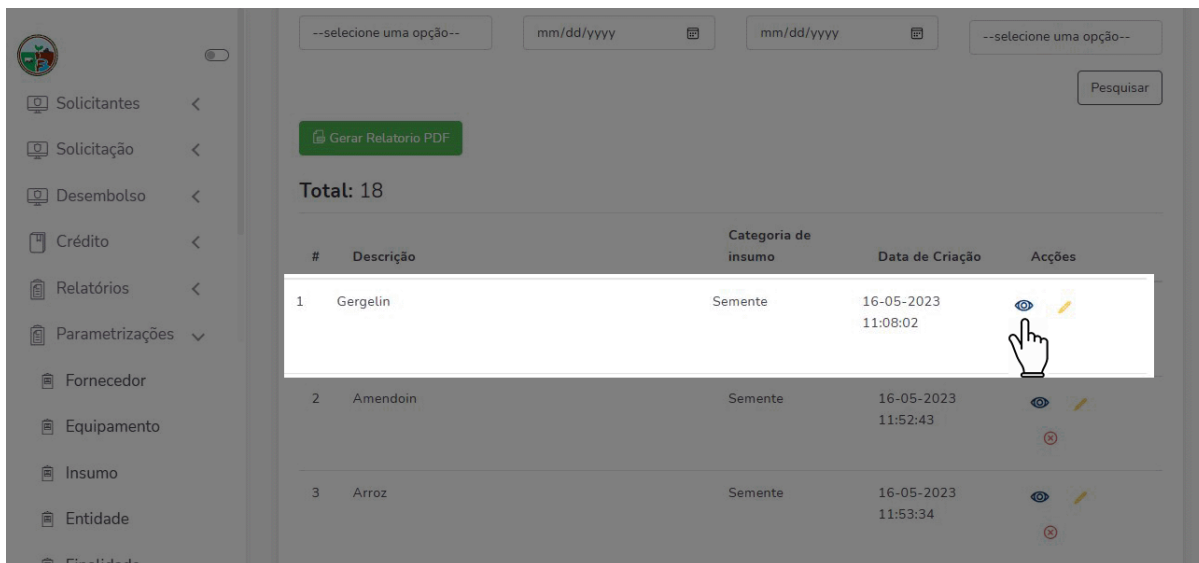 --selecione uma opção-- mm/dd/yyyy mm/dd/yyyy --selecione uma opção--
Pesquisar
Gerar Relatorio PDF
Total: 18
# Descrição Categoria de insumo Data de Criação Acções
1 Gergelin Semente 16-05-2023
11:08:02
2 Amendoin Semente 16-05-2023
11:52:43
3 Arroz Semente 16-05-2023
11:53:34
Solicitantes
Solicitação
Desembolso
Crédito
Relatórios
Parametrizações
Fornecedor
Equipamento
Insumo
Entidade